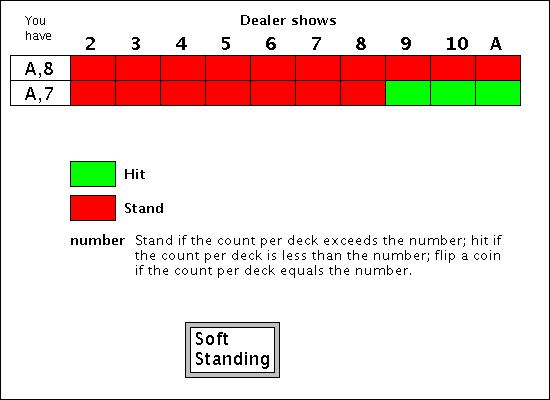 You have
Dealer shows
2 3 4 5 6 7 8 9 10 A
A,8
A,7
Hit
Stand
number Stand if the count per deck exceeds the number; hit if
the count per deck is less than the number; flip a coin
if the count per deck equals the number.
Soft
Standing